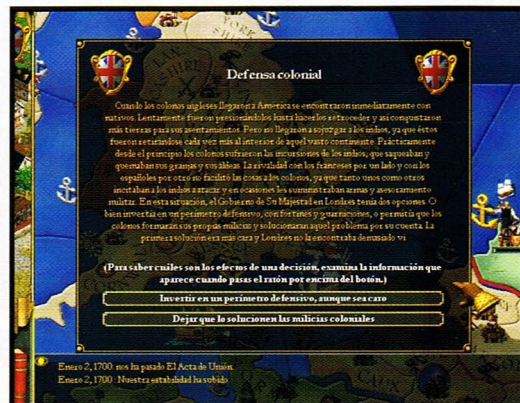 Defensa colonial
Cuando los colonos ingleses llegaron a America se encontraron inmediatamente con
nativos. Lentamente fueron presionándolos hasta hacerlos retroceder y así conquistaron
más tierras para sus asentamientos. Pero no llegaron a sojuzgar a los indios, ya que éstos
fueron retirándose cada vez más al interior de aquel vasto continente. Prácticamente
desde el principio los colonos sufrieron las incursiones de los indios, que saqueaban y
quemaban sus granjas y sus aldeas. La rivalidad con los franceses por un lado y con los
españoles por otro no facilitó las cosas a los colonos, ya que tanto unos como otros
incitaban a los indios a atacar y en ocasiones les suministraban armas y asesoramiento
militar. En esta situación, el Gobierno de Su Majestad en Londres tenía dos opciones. O
bien invertía en un perímetro defensivo, con fortines y guarniciones, o permitía que los
colonos formaran sus propias milicias y solucionaran aquel problema por su cuenta. La
primera solución era más cara y Londres no la encontraba demasiado vi
(Para saber cuáles son los efectos de una decisión, examina la información que
aparece cuando pasas el ratón por encima del botón.)
Invertir en un perímetro defensivo, aunque sea caro
Dejar que lo solucionen las milicias coloniales
Enero 2, 1700: nos ha pasado El Acta de Unión.
Enero 2, 1700 : Nuestra estabilidad ha subido.